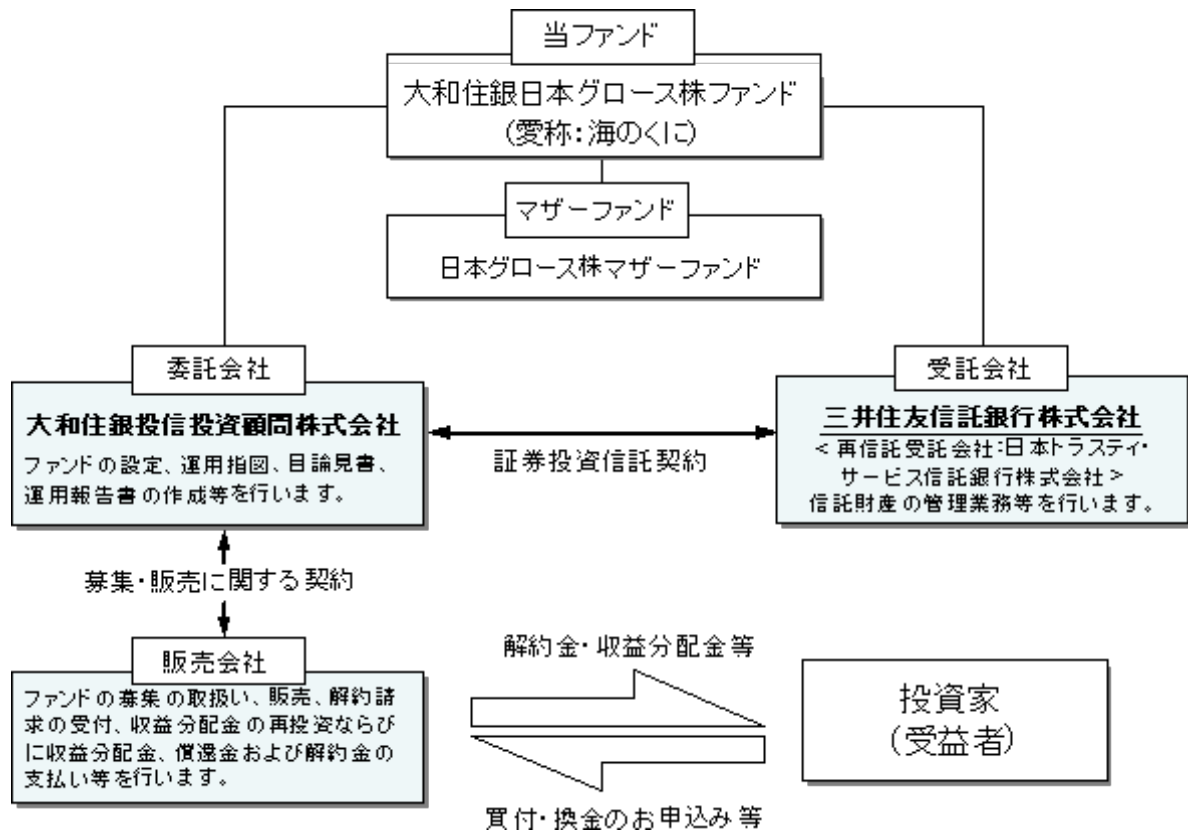 当ファンド
大和住銀日本グロース株ファンド
(愛称：海のくに)
マザーファンド
日本グロース株マザーファンド
委託会社
大和住銀投信投資顧問株式会社
ファンドの設定、運用指図、目論見書、
運用報告書の作成等を行います。
証券投資信託契約
受託会社
三井住友信託銀行株式会社
＜再信託受託会社：日本トラスティ・
サービス信託銀行株式会社＞
信託財産の管理業務等を行います。
募集・販売に関する契約
販売会社
ファンドの募集の取扱い、販売、解約請
求の受付、収益分配金の再投資ならび
に収益分配金、償還金および解約金の
支払い等を行います。
解約金・収益分配金等
買付・換金のお申込み等
投資家
(受益者)